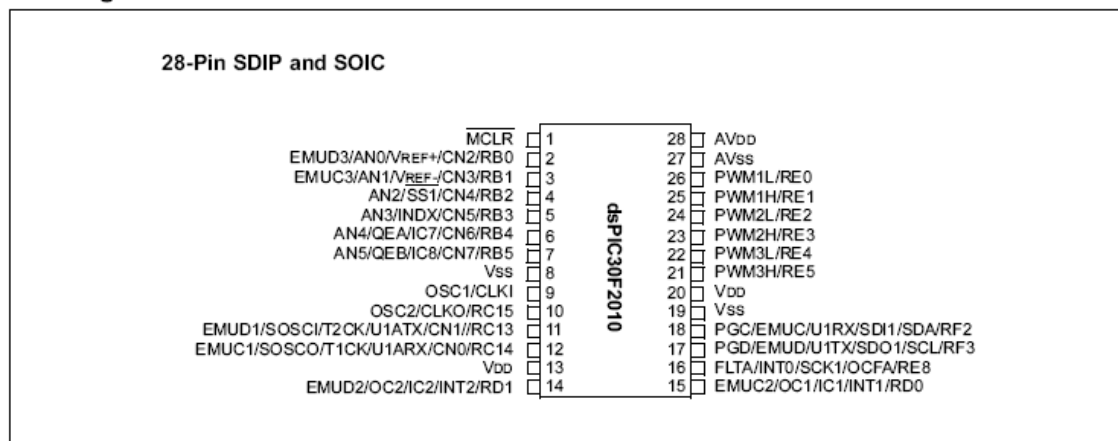 28-Pin SDIP and SOIC
MCLR 1 28 AVDD
EMUD3/AN0/VREF+/CN2/RB0 2 27 AVSS
EMUC3/AN1/VREF-/CN3/RB1 3 26 PWM1L/RE0
AN2/SS1/CN4/RB2 4 25 PWM1H/RE1
AN3/INDX/CN5/RB3 5 24 PWM2L/RE2
AN4/QEA/IC7/CN6/RB4 6 23 PWM2H/RE3
AN5/QEB/IC8/CN7/RB5 7 22 PWM3L/RE4
VSS 8 21 PWM3H/RE5
OSC1/CLKI 9 20 VDD
OSC2/CLKO/RC15 10 19 VSS
EMUD1/SOSCI/T2CK/U1ATX/CN1//RC13 11 18 PGC/EMUC/U1RX/SDI1/SDA/RF2
EMUC1/SOSCO/T1CK/U1ARX/CN0/RC14 12 17 PGD/EMUD/U1TX/SDO1/SCL/RF3
VDD 13 16 FLTA/INT0/SCK1/OCFA/RE8
EMUD2/OC2/IC2/INT2/RD1 14 15 EMUC2/OC1/IC1/INT1/RD0
dsPIC30F2010